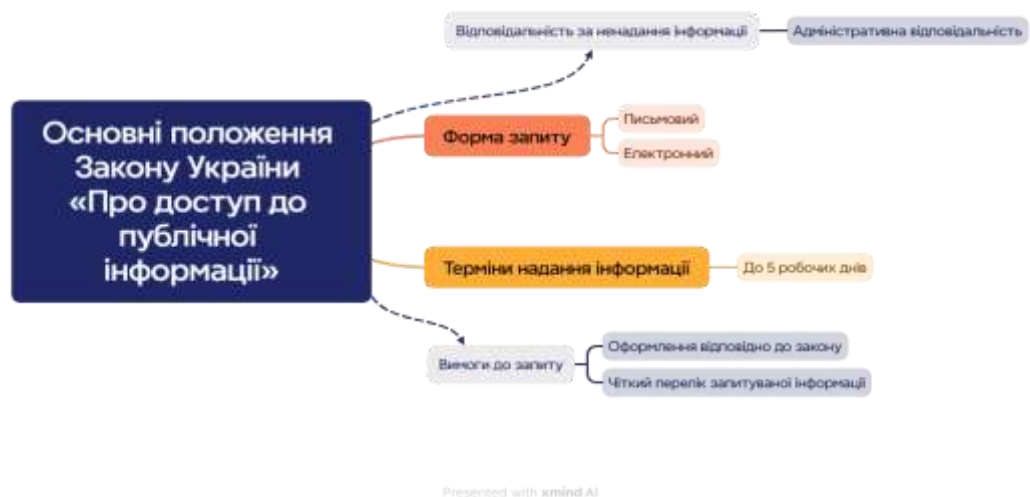 Відповідальність за ненадання інформації
Адміністративна відповідальність
Основні положення
Закону України
«Про доступ до
публічної
інформації»
Форма запиту
Письмовий
Електронний
Терміни надання інформації
До 5 робочих днів
Вимоги до запиту
Оформлення відповідно до закону
Чіткий перелік запитуваної інформації
Presented with xmind AI